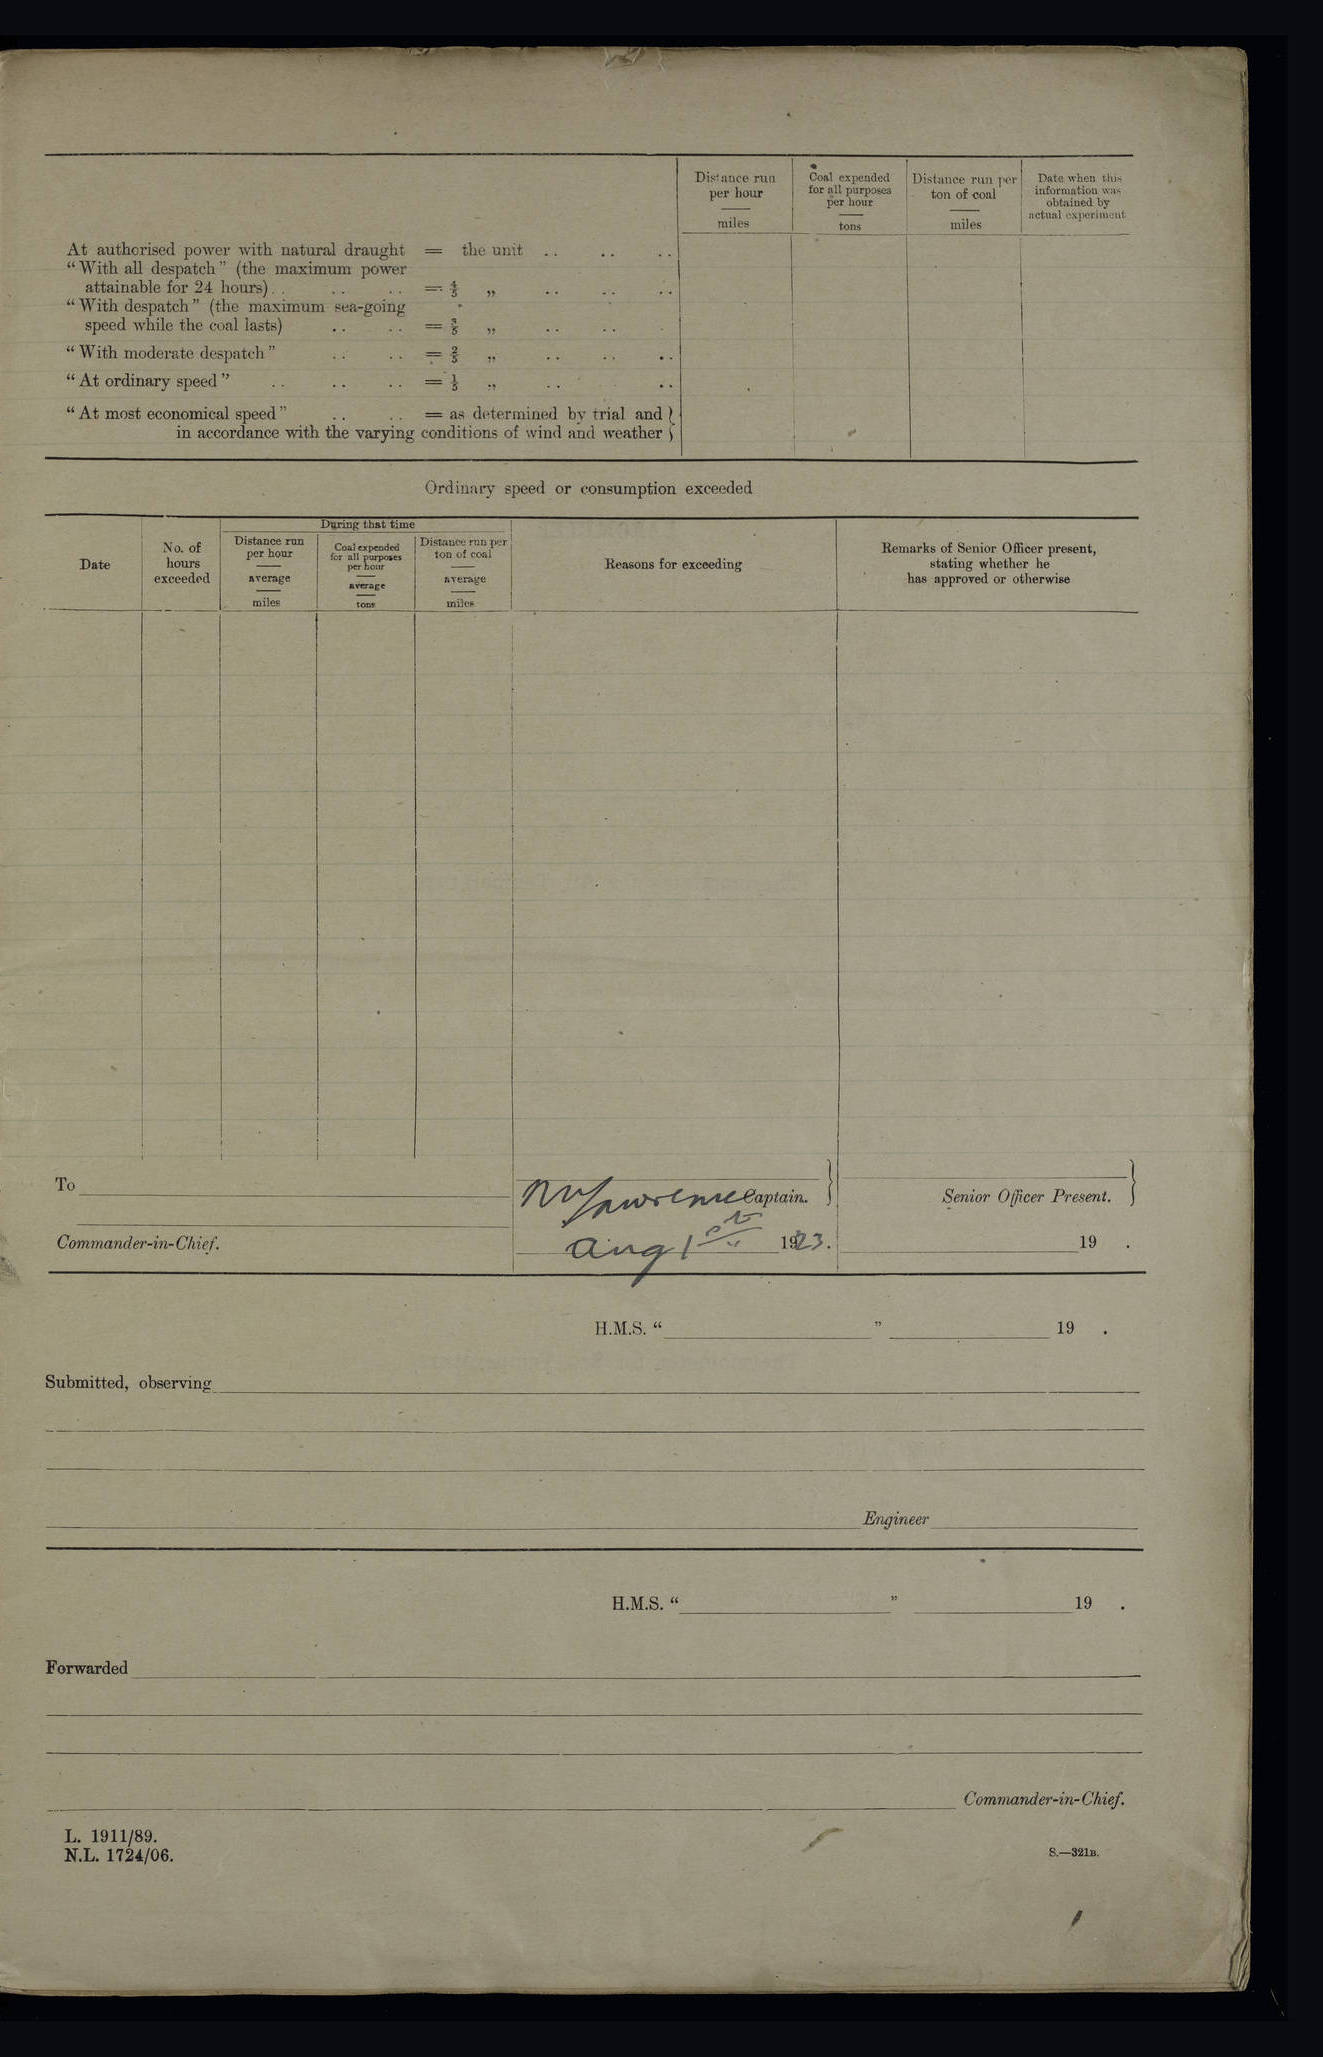 Distance run per hour miles
Coal expended for all purposes per hour tons
Distance run per ton of coal miles
Date when this information was obtained by actual experiment
At authorised power with natural draught = the unit .. .. ..
“With all despatch” (the maximum power
attainable for 24 hours) .. .. .. = 4/5 ,, .. .. ..
“With despatch” (the maximum sea-going
speed while the coal lasts) .. .. = 3/5 ,, .. ..
“With moderate despatch” .. .. = 2/5 ,, .. .. ..
“At ordinary speed” .. .. .. = 1/5 ,, .. ..
“At most economical speed” .. .. = as determined by trial and }
in accordance with the varying conditions of wind and weather }
Ordinary speed or consumption exceeded
Date
No. of hours exceeded
During that time
Distance run per hour average miles
Coal expended for all purposes per hour average tons
Distance run per ton of coal average miles
Reasons for exceeding
Remarks of Senior Officer present,
stating whether he
has approved or otherwise
To
Lawrence Captain. }
Senior Officer Present. }
Commander-in-Chief.
Aug 1st 1923.
19 .
H.M.S. “ ” 19 .
Submitted, observing
Engineer
H.M.S. “ ” 19 .
Forwarded
Commander-in-Chief.
L. 1911/89.
N.L. 1724/06.
S.—321B.